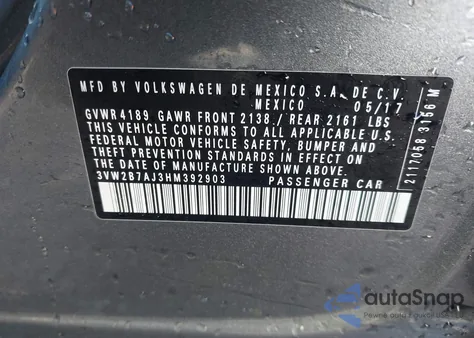 MFD BY VOLKSWAGEN DE MEXICO S.A. DE C.V.
MEXICO 05/17
GVWR 4189 GAWR FRONT 2138 / REAR 2161 LBS
THIS VEHICLE CONFORMS TO ALL APPLICABLE U.S.
FEDERAL MOTOR VEHICLE SAFETY, BUMPER AND
THEFT PREVENTION STANDARDS IN EFFECT ON
THE DATE OF MANUFACTURE SHOWN ABOVE.
3VW2B7AJ3HM392903 PASSENGER CAR
2117058 3156 M
autoSnap